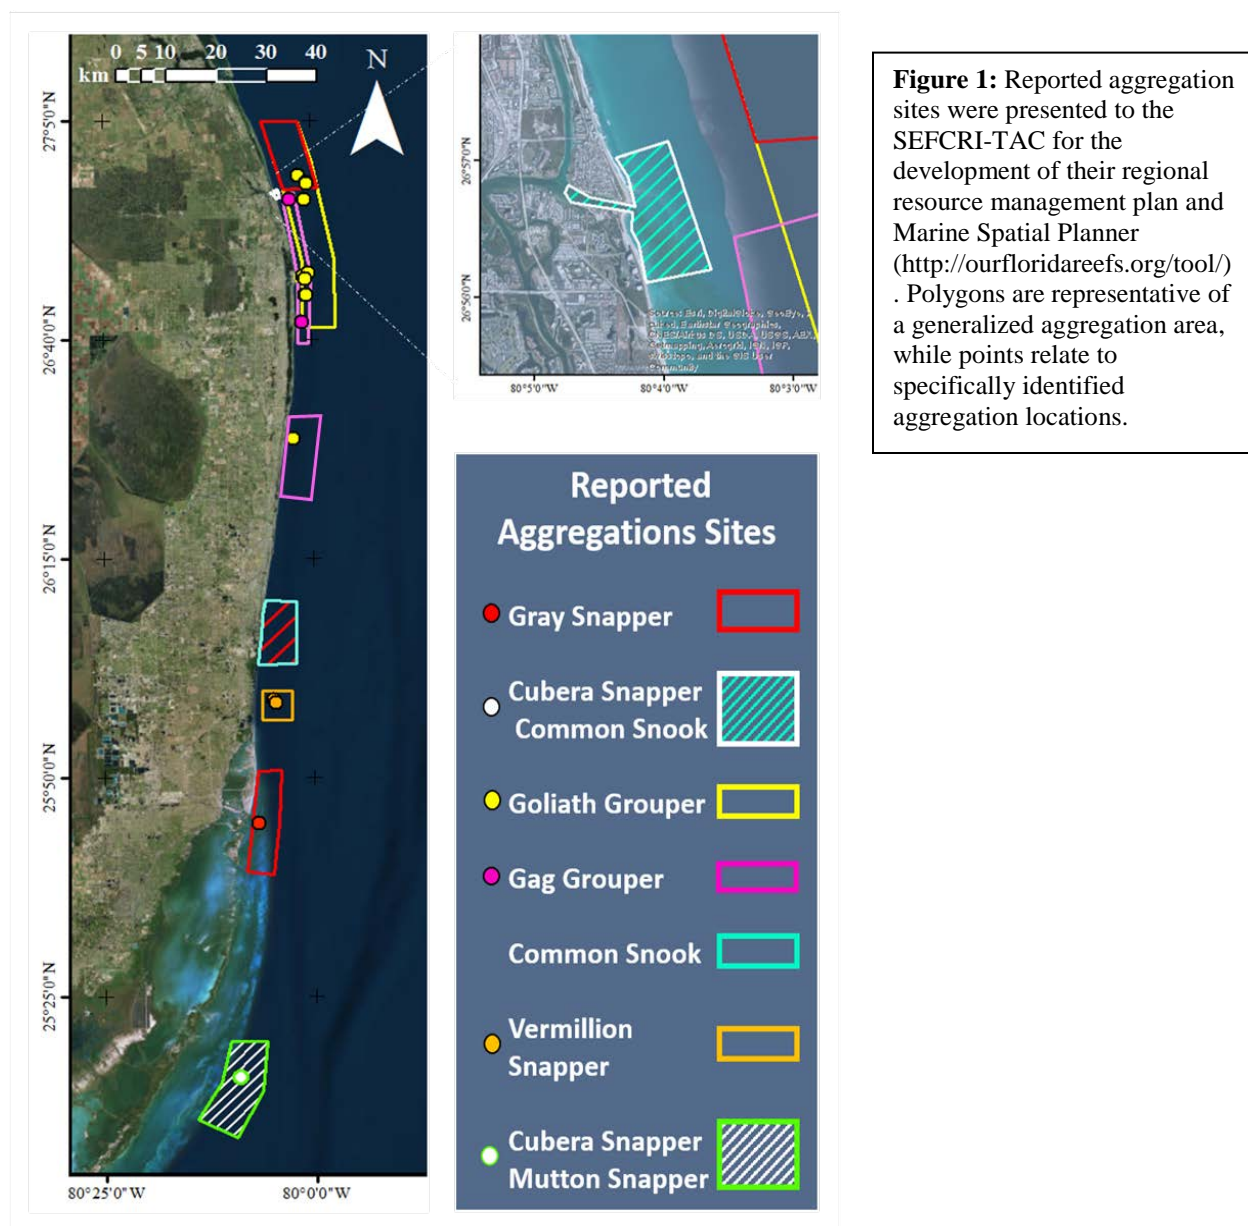 0 5 10 20 30 40
km
N
27°5'0"N
26°40'0"N
26°15'0"N
25°50'0"N
25°25'0"N
80°25'0"W
80°0'0"W
26°57'0"N
26°56'0"N
Community
80°5'0"W
80°4'0"W
80°3'0"W
Reported
Aggregations Sites
Gray Snapper
Cubera Snapper
Common Snook
Goliath Grouper
Gag Grouper
Common Snook
Vermillion
Snapper
Cubera Snapper
Mutton Snapper
Figure 1: Reported aggregation
sites were presented to the
SEFCRI-TAC for the
development of their regional
resource management plan and
Marine Spatial Planner
(http://ourfloridareefs.org/tool/)
. Polygons are representative of
a generalized aggregation area,
while points relate to
specifically identified
aggregation locations.